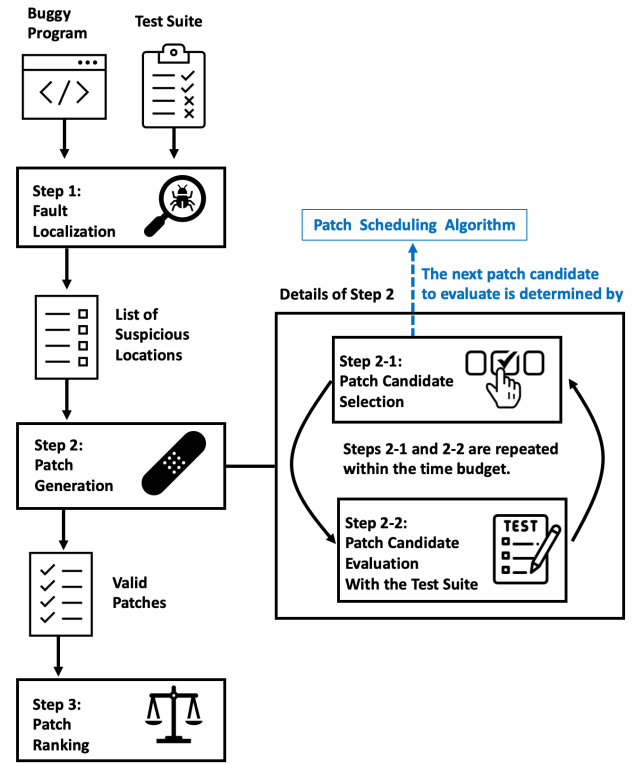 Buggy
Program
Test Suite
</>
Step 1:
Fault
Localization
List of
Suspicious
Locations
Step 2:
Patch
Generation
Valid
Patches
Step 3:
Patch
Ranking
Patch Scheduling Algorithm
The next patch candidate
to evaluate is determined by
Details of Step 2
Step 2-1:
Patch Candidate
Selection
Steps 2-1 and 2-2 are repeated
within the time budget.
Step 2-2:
Patch Candidate
Evaluation
With the Test Suite
TEST